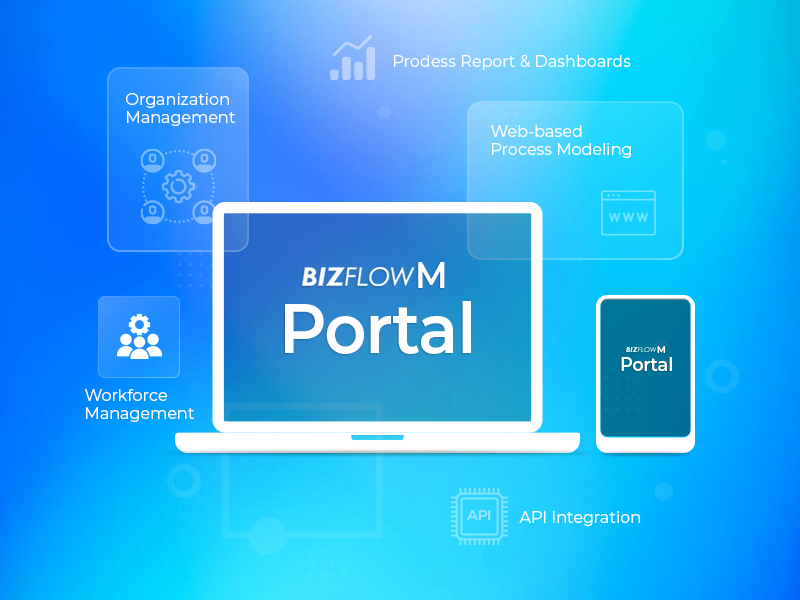 Prodess Report & Dashboards
Organization
Management
Web-based
Process Modeling
www
BIZFLOW M
Portal
BIZFLOW M
Portal
Workforce
Management
API
API Integration